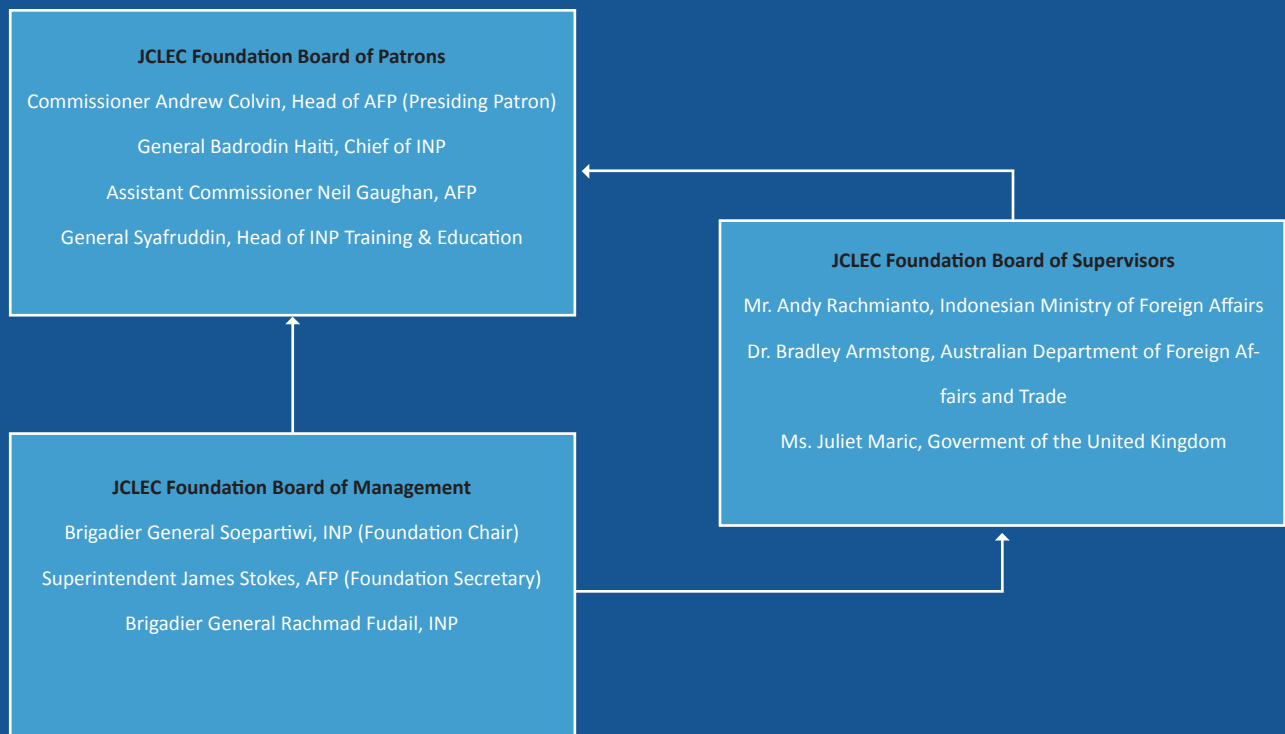 JCLEC Foundation Board of Patrons
Commissioner Andrew Colvin, Head of AFP (Presiding Patron)
General Badrodin Haiti, Chief of INP
Assistant Commissioner Neil Gaughan, AFP
General Syafruddin, Head of INP Training & Education
JCLEC Foundation Board of Supervisors
Mr. Andy Rachmianto, Indonesian Ministry of Foreign Affairs
Dr. Bradley Armstong, Australian Department of Foreign Af-
fairs and Trade
Ms. Juliet Maric, Goverment of the United Kingdom
JCLEC Foundation Board of Management
Brigadier General Soepartiwi, INP (Foundation Chair)
Superintendent James Stokes, AFP (Foundation Secretary)
Brigadier General Rachmad Fudail, INP